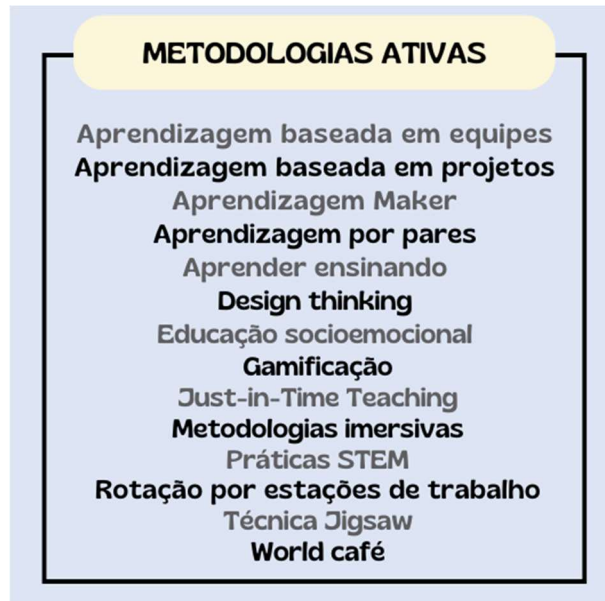 METODOLOGIAS ATIVAS
Aprendizagem baseada em equipes
Aprendizagem baseada em projetos
Aprendizagem Maker
Aprendizagem por pares
Aprender ensinando
Design thinking
Educação socioemocional
Gamificação
Just-in-Time Teaching
Metodologias imersivas
Práticas STEM
Rotação por estações de trabalho
Técnica Jigsaw
World café